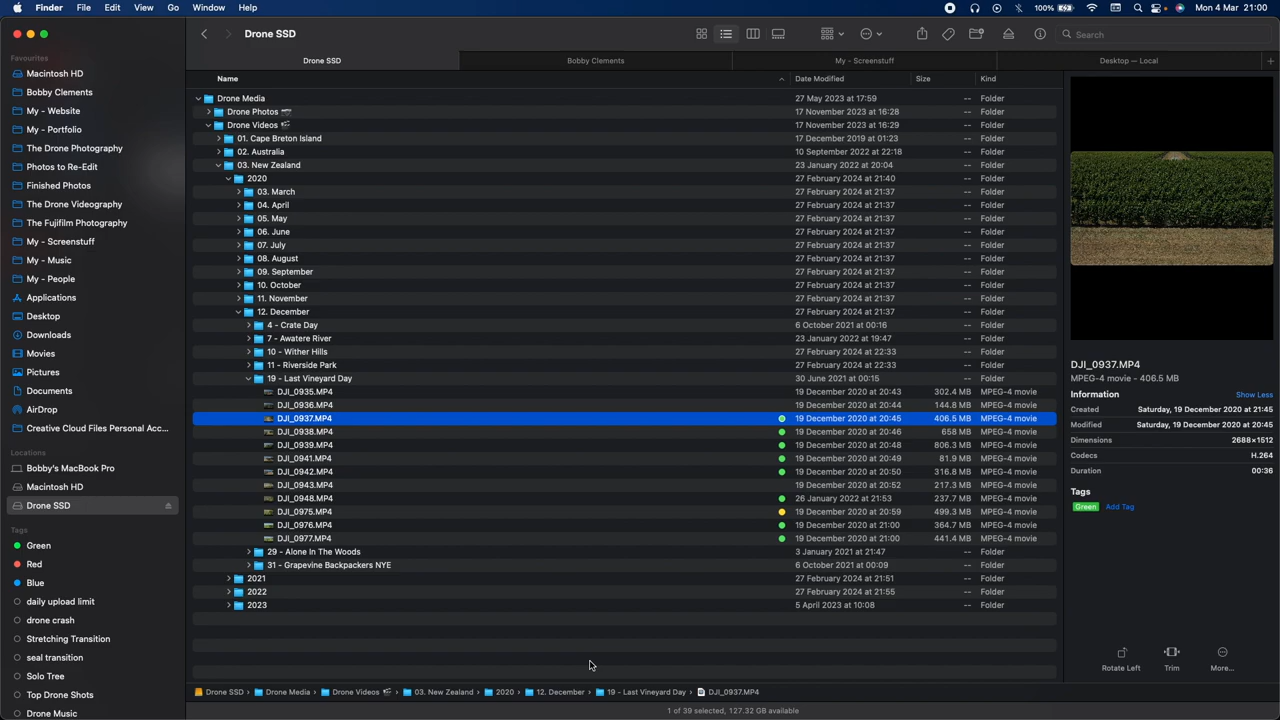 Finder File Edit View Go Window Help 100% Mon 4 Mar 21:00
Drone SSD Search
Drone SSD Bobby Clements My - Screenstuff Desktop — Local
Favourites
Macintosh HD
Bobby Clements
My - Website
My - Portfolio
The Drone Photography
Photos to Re-Edit
Finished Photos
The Drone Videography
The Fujifilm Photography
My - Screenstuff
My - Music
My - People
Applications
Desktop
Downloads
Movies
Pictures
Documents
AirDrop
Creative Cloud Files Personal Acc...
Locations
Bobby's MacBook Pro
Macintosh HD
Drone SSD
Tags
Green
Red
Blue
daily upload limit
drone crash
Stretching Transition
seal transition
Solo Tree
Top Drone Shots
Drone Music
Name Date Modified Size Kind
Drone Media 27 May 2023 at 17:59 -- Folder
Drone Photos 17 November 2023 at 16:28 -- Folder
Drone Videos 17 November 2023 at 16:29 -- Folder
01. Cape Breton Island 17 December 2019 at 01:23 -- Folder
02. Australia 10 September 2022 at 22:18 -- Folder
03. New Zealand 23 January 2022 at 20:04 -- Folder
2020 27 February 2024 at 21:40 -- Folder
03. March 27 February 2024 at 21:37 -- Folder
04. April 27 February 2024 at 21:37 -- Folder
05. May 27 February 2024 at 21:37 -- Folder
06. June 27 February 2024 at 21:37 -- Folder
07. July 27 February 2024 at 21:37 -- Folder
08. August 27 February 2024 at 21:37 -- Folder
09. September 27 February 2024 at 21:37 -- Folder
10. October 27 February 2024 at 21:37 -- Folder
11. November 27 February 2024 at 21:37 -- Folder
12. December 27 February 2024 at 21:37 -- Folder
4 - Crate Day 6 October 2021 at 00:16 -- Folder
7 - Awatere River 23 January 2022 at 19:47 -- Folder
10 - Wither Hills 27 February 2024 at 22:33 -- Folder
11 - Riverside Park 27 February 2024 at 22:33 -- Folder
19 - Last Vineyard Day 30 June 2021 at 00:15 -- Folder
DJI_0935.MP4 19 December 2020 at 20:43 302.4 MB MPEG-4 movie
DJI_0936.MP4 19 December 2020 at 20:44 144.8 MB MPEG-4 movie
DJI_0937.MP4 19 December 2020 at 20:45 406.5 MB MPEG-4 movie
DJI_0938.MP4 19 December 2020 at 20:46 658 MB MPEG-4 movie
DJI_0939.MP4 19 December 2020 at 20:48 806.3 MB MPEG-4 movie
DJI_0941.MP4 19 December 2020 at 20:49 81.9 MB MPEG-4 movie
DJI_0942.MP4 19 December 2020 at 20:50 316.8 MB MPEG-4 movie
DJI_0943.MP4 19 December 2020 at 20:52 217.3 MB MPEG-4 movie
DJI_0948.MP4 26 January 2022 at 21:53 237.7 MB MPEG-4 movie
DJI_0975.MP4 19 December 2020 at 20:59 499.3 MB MPEG-4 movie
DJI_0976.MP4 19 December 2020 at 21:00 364.7 MB MPEG-4 movie
DJI_0977.MP4 19 December 2020 at 21:00 441.4 MB MPEG-4 movie
29 - Alone In The Woods 3 January 2021 at 21:47 -- Folder
31 - Grapevine Backpackers NYE 6 October 2021 at 00:09 -- Folder
2021 27 February 2024 at 21:51 -- Folder
2022 27 February 2024 at 21:55 -- Folder
2023 5 April 2023 at 10:08 -- Folder
DJI_0937.MP4
MPEG-4 movie - 406.5 MB
Information Show Less
Created Saturday, 19 December 2020 at 21:45
Modified Saturday, 19 December 2020 at 20:45
Dimensions 2688×1512
Codecs H.264
Duration 00:36
Tags
Green Add Tag
Rotate Left Trim More...
Drone SSD › Drone Media › Drone Videos › 03. New Zealand › 2020 › 12. December › 19 - Last Vineyard Day › DJI_0937.MP4
1 of 39 selected, 127.32 GB available